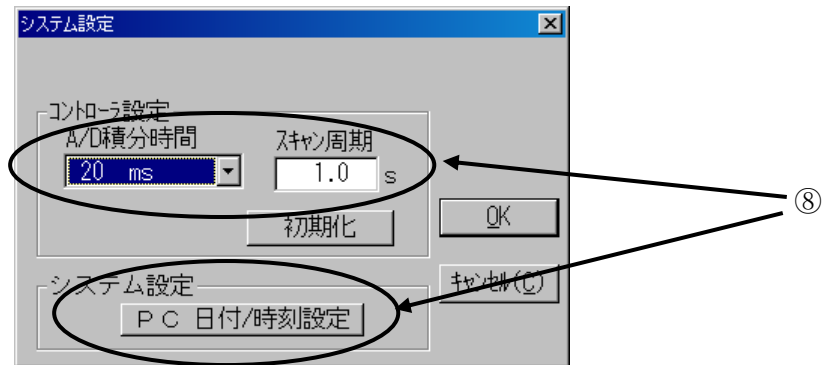 システム設定
コントローラ設定
A/D積分時間 スキャン周期
20 ms 1.0 s
初期化
OK
⑧
システム設定
キャンセル(C)
PC 日付/時刻設定